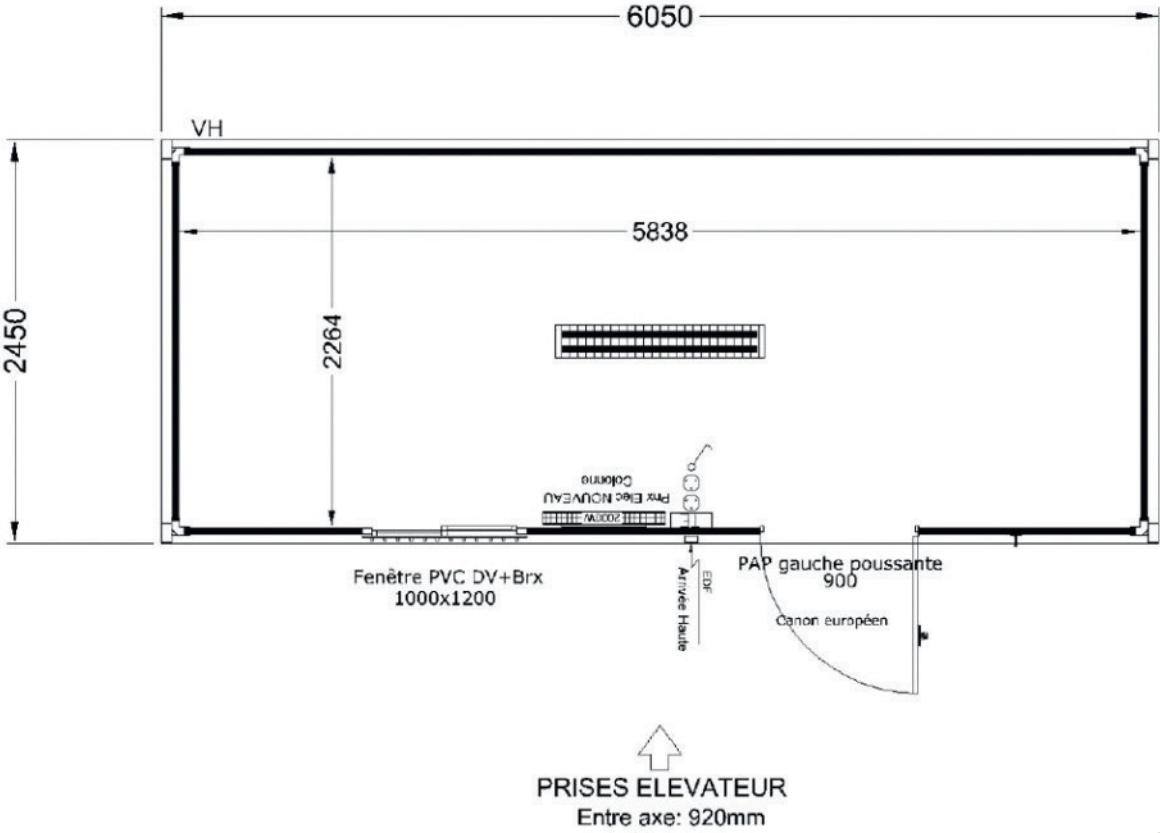 6050
VH
5838
2450
2264
Colonne
Pnx Elec NOUVEAU
2000W
Fenêtre PVC DV+Brx
1000x1200
EDF
Arrivée Haute
PAP gauche poussante
900
Canon européen
PRISES ELEVATEUR
Entre axe: 920mm